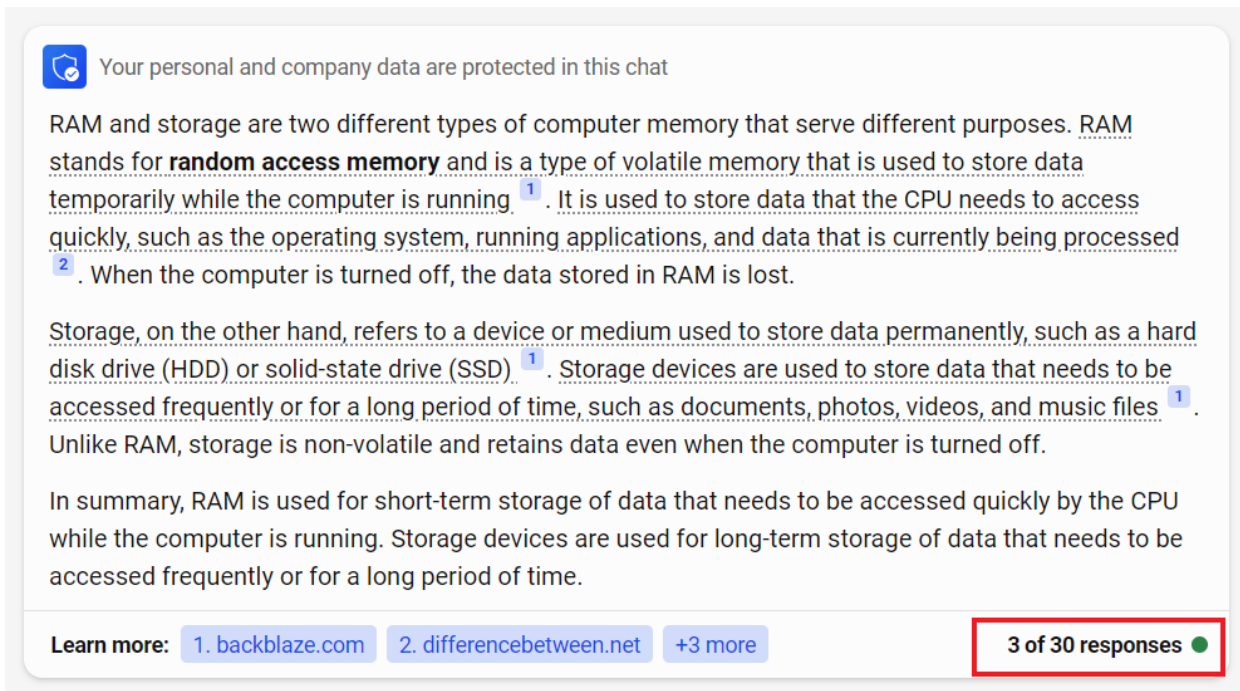 Your personal and company data are protected in this chat
RAM and storage are two different types of computer memory that serve different purposes. RAM
stands for random access memory and is a type of volatile memory that is used to store data
temporarily while the computer is running 1 . It is used to store data that the CPU needs to access
quickly, such as the operating system, running applications, and data that is currently being processed
2 . When the computer is turned off, the data stored in RAM is lost.
Storage, on the other hand, refers to a device or medium used to store data permanently, such as a hard
disk drive (HDD) or solid-state drive (SSD) 1 . Storage devices are used to store data that needs to be
accessed frequently or for a long period of time, such as documents, photos, videos, and music files 1 .
Unlike RAM, storage is non-volatile and retains data even when the computer is turned off.
In summary, RAM is used for short-term storage of data that needs to be accessed quickly by the CPU
while the computer is running. Storage devices are used for long-term storage of data that needs to be
accessed frequently or for a long period of time.
Learn more: 1. backblaze.com 2. differencebetween.net +3 more 3 of 30 responses